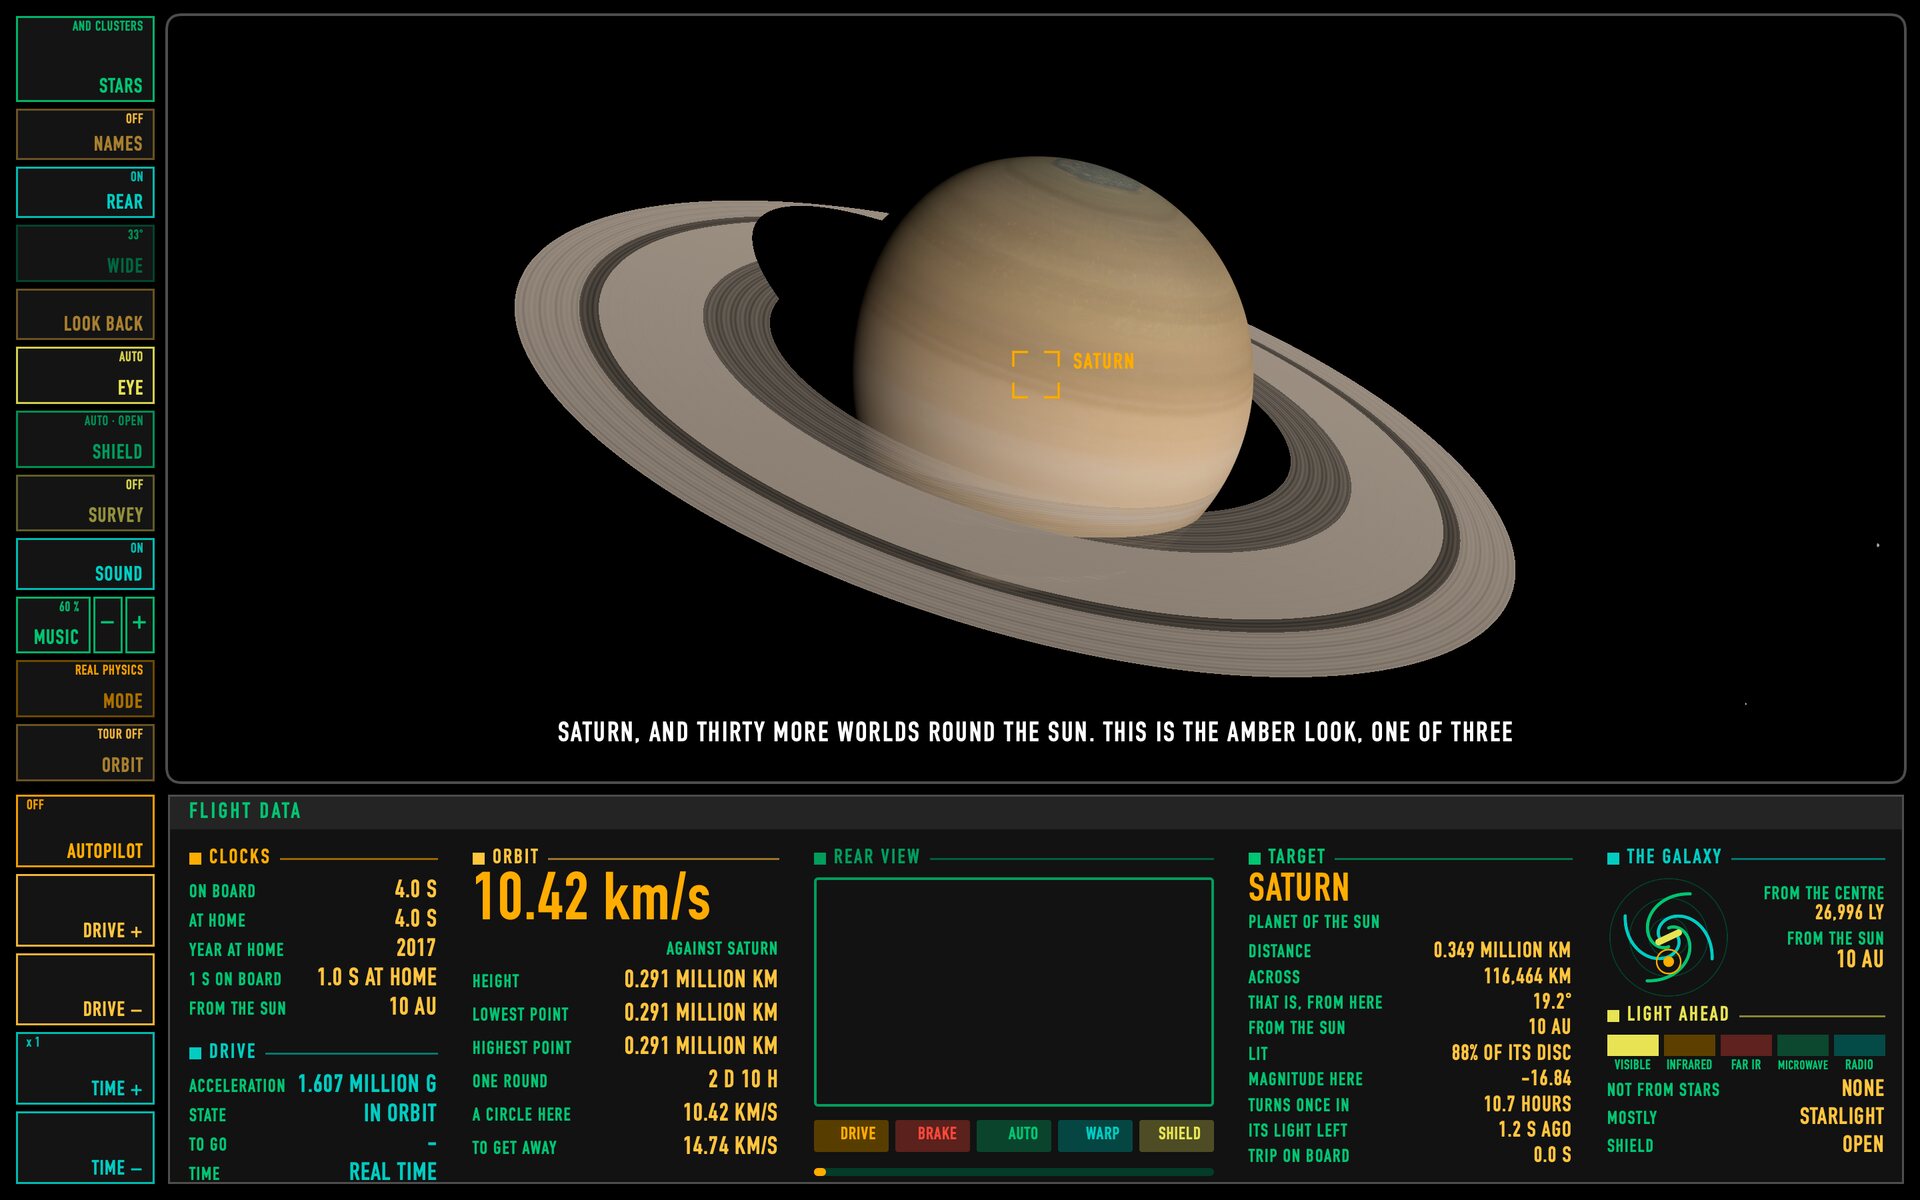 AND CLUSTERS
STARS
OFF
NAMES
ON
REAR
33°
WIDE
LOOK BACK
AUTO
EYE
AUTO · OPEN
SHIELD
OFF
SURVEY
ON
SOUND
60 %
MUSIC − +
REAL PHYSICS
MODE
TOUR OFF
ORBIT
OFF
AUTOPILOT
DRIVE +
DRIVE −
x 1
TIME +
TIME −
SATURN
SATURN, AND THIRTY MORE WORLDS ROUND THE SUN. THIS IS THE AMBER LOOK, ONE OF THREE
FLIGHT DATA
CLOCKS
ON BOARD 4.0 S
AT HOME 4.0 S
YEAR AT HOME 2017
1 S ON BOARD 1.0 S AT HOME
FROM THE SUN 10 AU
DRIVE
ACCELERATION 1.607 MILLION G
STATE IN ORBIT
TO GO –
TIME REAL TIME
ORBIT
10.42 km/s
AGAINST SATURN
HEIGHT 0.291 MILLION KM
LOWEST POINT 0.291 MILLION KM
HIGHEST POINT 0.291 MILLION KM
ONE ROUND 2 D 10 H
A CIRCLE HERE 10.42 KM/S
TO GET AWAY 14.74 KM/S
REAR VIEW
DRIVE BRAKE AUTO WARP SHIELD
TARGET
SATURN
PLANET OF THE SUN
DISTANCE 0.349 MILLION KM
ACROSS 116,464 KM
THAT IS, FROM HERE 19.2°
FROM THE SUN 10 AU
LIT 88% OF ITS DISC
MAGNITUDE HERE −16.84
TURNS ONCE IN 10.7 HOURS
ITS LIGHT LEFT 1.2 S AGO
TRIP ON BOARD 0.0 S
THE GALAXY
FROM THE CENTRE
26,996 LY
FROM THE SUN
10 AU
LIGHT AHEAD
VISIBLE INFRARED FAR IR MICROWAVE RADIO
NOT FROM STARS NONE
MOSTLY STARLIGHT
SHIELD OPEN